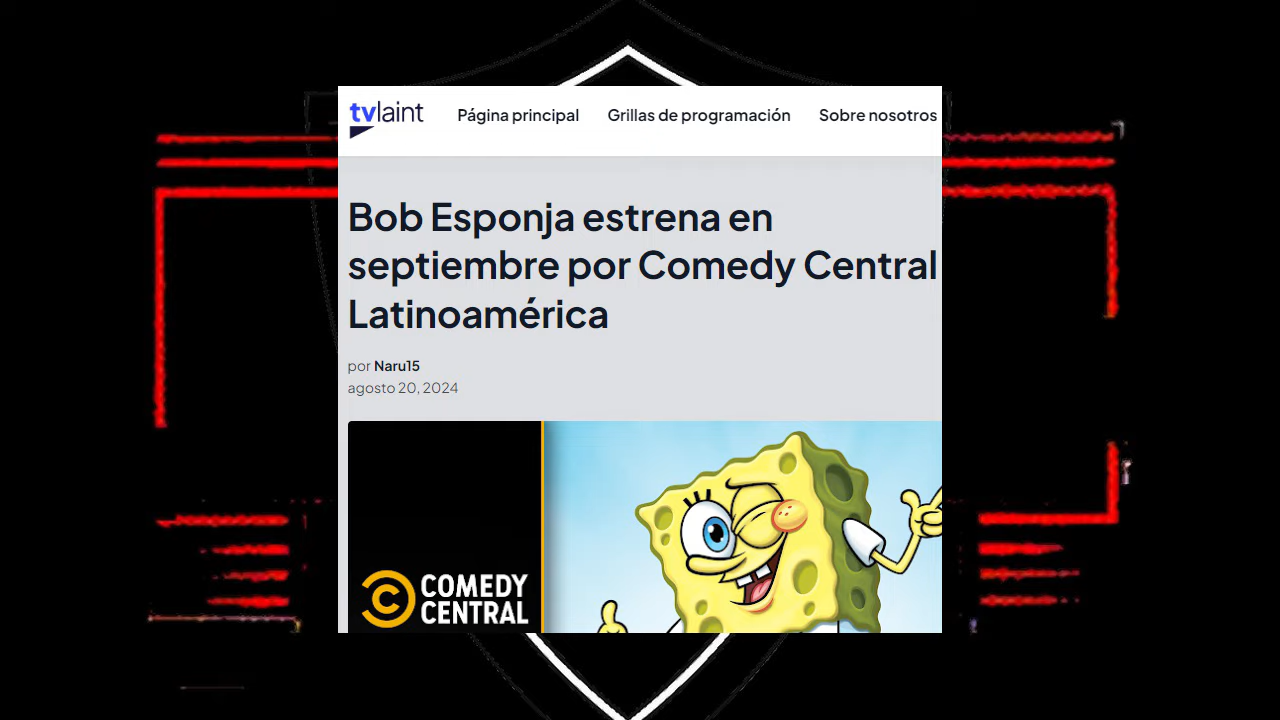 tvlaint
Página principal
Grillas de programación
Sobre nosotros
Bob Esponja estrena en
septiembre por Comedy Central
Latinoamérica
por Naru15
agosto 20, 2024
COMEDY
CENTRAL